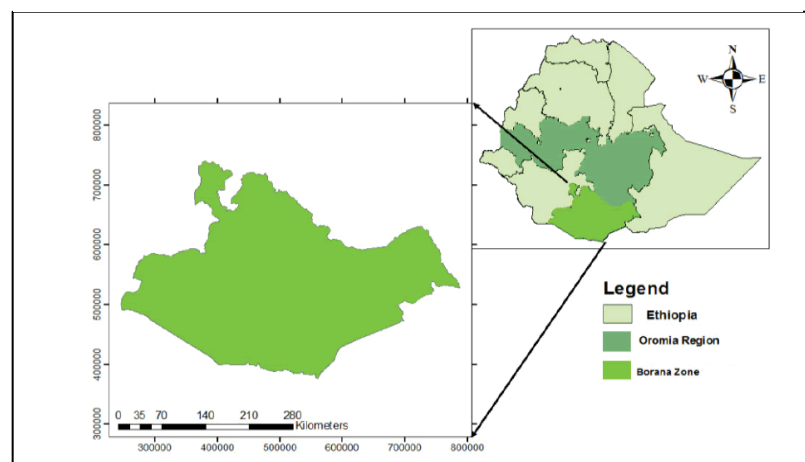 N
W E
S
800000
700000
600000
500000
400000
300000
0 35 70 140 210 280
Kilometers
300000 400000 500000 600000 700000 800000
Legend
Ethiopia
Oromia Region
Borana Zone